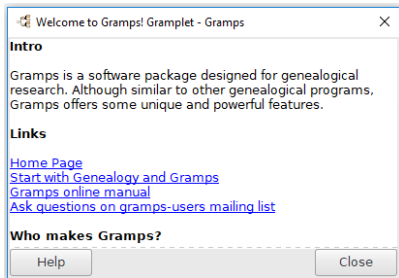 Welcome to Gramps! Gramplet - Gramps
Intro
Gramps is a software package designed for genealogical
research. Although similar to other genealogical programs,
Gramps offers some unique and powerful features.
Links
Home Page
Start with Genealogy and Gramps
Gramps online manual
Ask questions on gramps-users mailing list
Who makes Gramps?
Help
Close